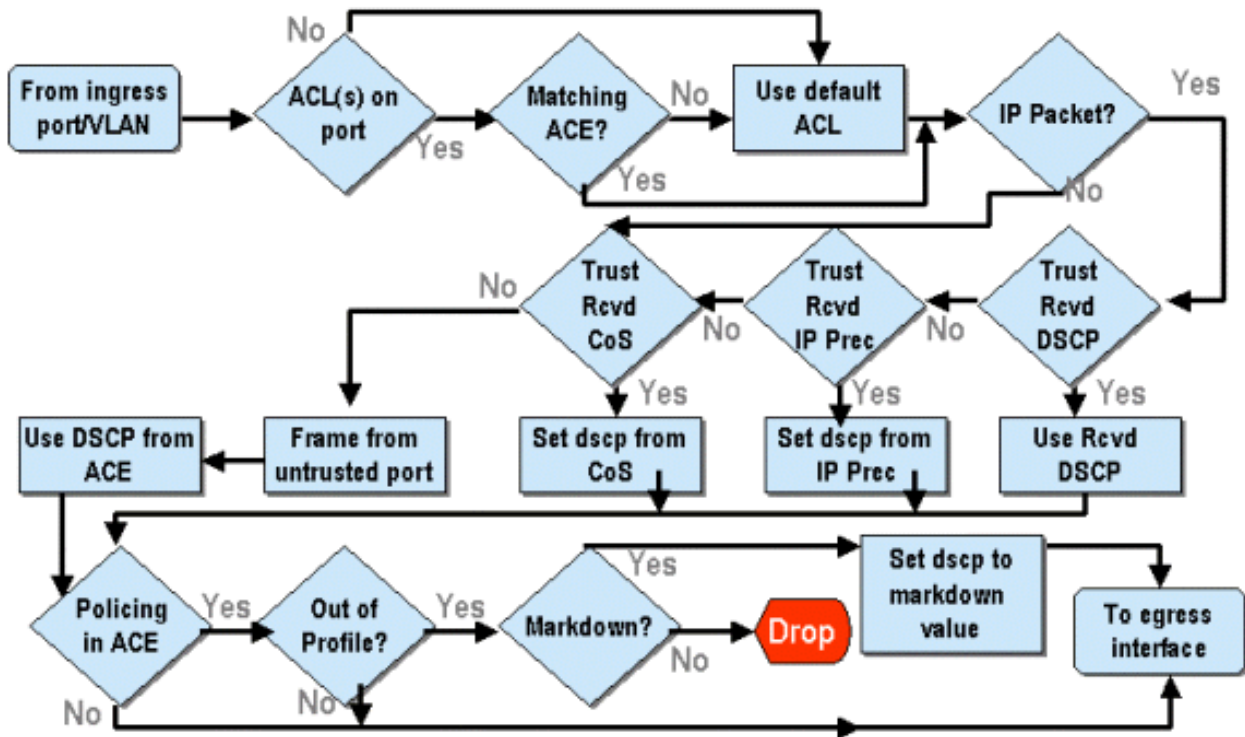 No
From ingress
port/VLAN
ACL(s) on
port
Yes
Matching
ACE?
No
Yes
Use default
ACL
IP Packet?
Yes
No
Trust
Rcvd
CoS
No
Yes
Trust
Rcvd
IP Prec
No
Yes
Trust
Rcvd
DSCP
No
Yes
Use DSCP from
ACE
Frame from
untrusted port
Set dscp from
CoS
Set dscp from
IP Prec
Use Rcvd
DSCP
Policing
in ACE
Yes
No
Out of
Profile?
Yes
No
Markdown?
Yes
No
Drop
Set dscp to
markdown
value
To egress
interface